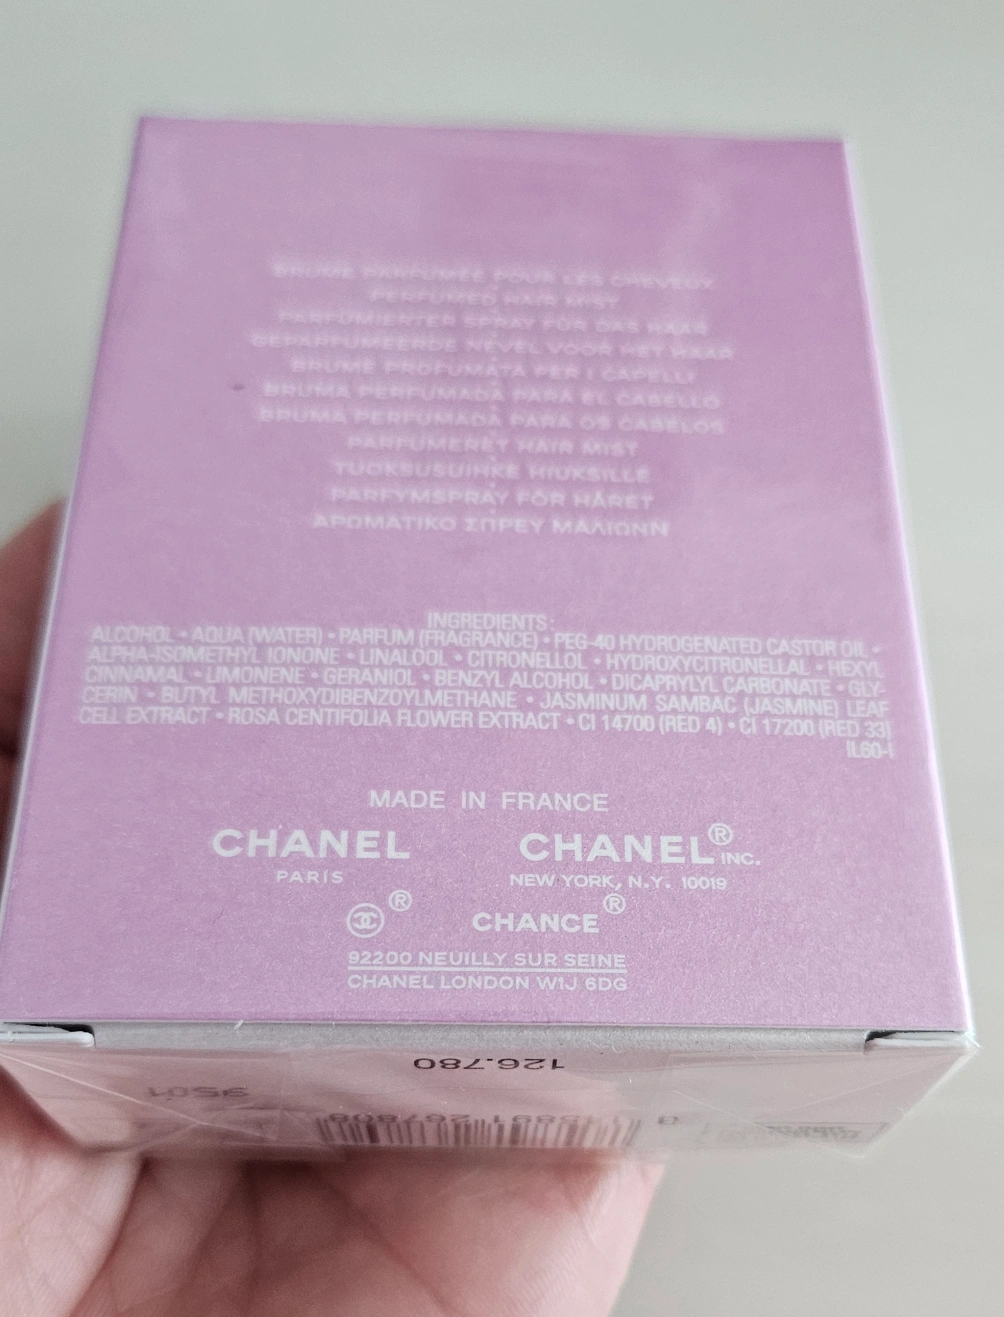 BRUME PARFUMÉE POUR LES CHEVEUX
PERFUMED HAIR MIST
PARFÜMIERTER SPRAY FÜR DAS HAAR
GEPARFUMEERDE NEVEL VOOR HET HAAR
BRUME PROFUMATA PER I CAPELLI
BRUMA PERFUMADA PARA EL CABELLO
BRUMA PERFUMADA PARA OS CABELOS
PARFUMERET HAIR MIST
TUOKSUSUIHKE HIUKSILLE
PARFYMSPRAY FÖR HÅRET
ΑΡΩΜΑΤΙΚΟ ΣΠΡΕΥ ΜΑΛΛΙΩΝ
INGREDIENTS:
ALCOHOL • AQUA (WATER) • PARFUM (FRAGRANCE) • PEG-40 HYDROGENATED CASTOR OIL •
ALPHA-ISOMETHYL IONONE • LINALOOL • CITRONELLOL • HYDROXYCITRONELLAL • HEXYL
CINNAMAL • LIMONENE • GERANIOL • BENZYL ALCOHOL • DICAPRYLYL CARBONATE • GLY-
CERIN • BUTYL METHOXYDIBENZOYLMETHANE • JASMINUM SAMBAC (JASMINE) LEAF
CELL EXTRACT • ROSA CENTIFOLIA FLOWER EXTRACT • CI 14700 (RED 4) • CI 17200 (RED 33)
IL60-1
MADE IN FRANCE
CHANEL CHANEL® INC.
PARIS NEW YORK, N.Y. 10019
® CHANCE®
92200 NEUILLY SUR SEINE
CHANEL LONDON W1J 6DG
126.780